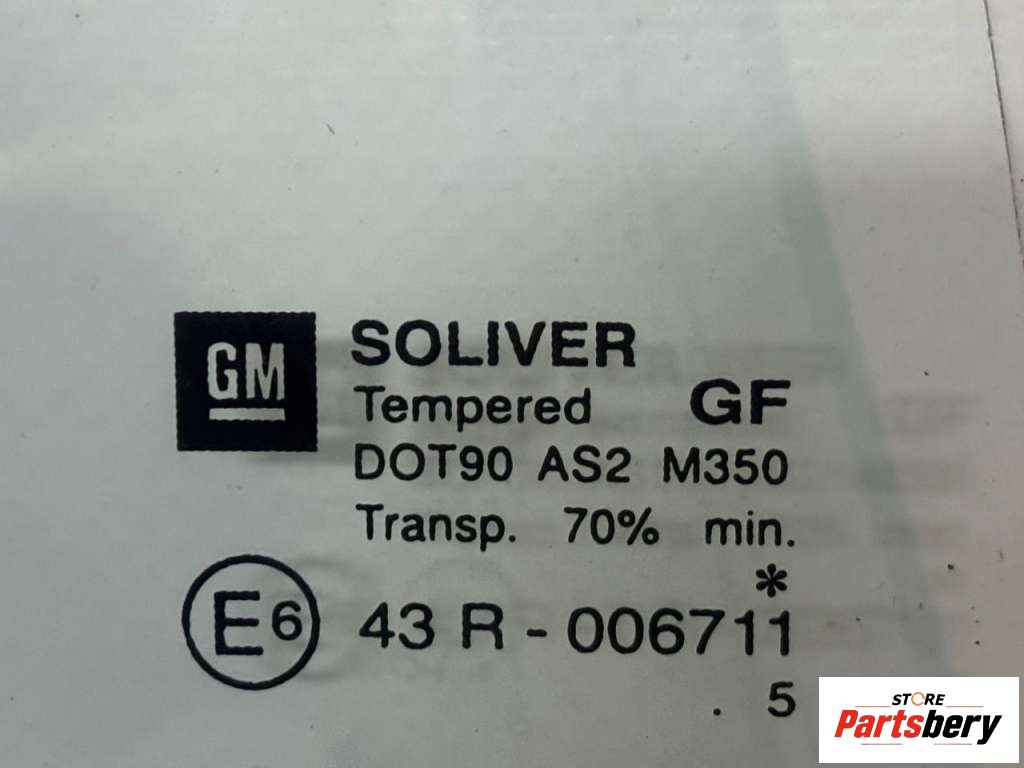 GM
SOLIVER
Tempered GF
DOT90 AS2 M350
Transp. 70% min.
*
E6 43 R - 006711
. 5
STORE
Partsbery